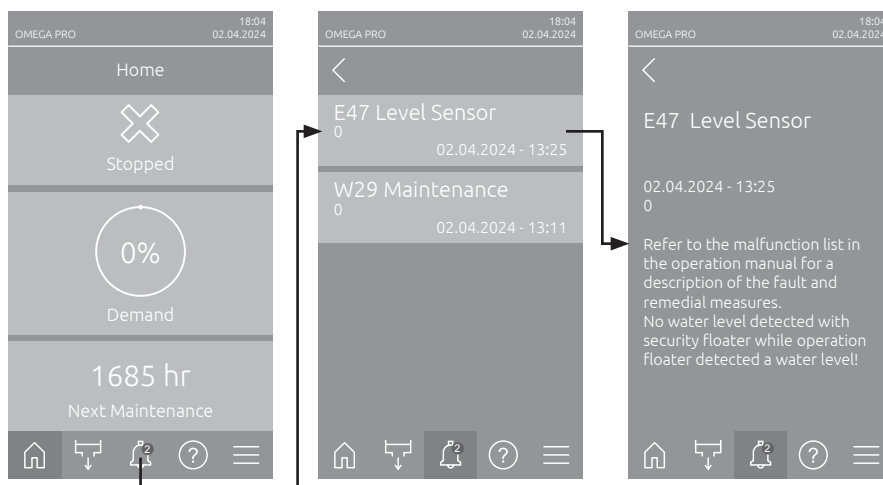 18:04
OMEGA PRO 02.04.2024
Home
Stopped
0%
Demand
1685 hr
Next Maintenance
2
?
18:04
OMEGA PRO 02.04.2024
E47 Level Sensor
0
02.04.2024 - 13:25
W29 Maintenance
0
02.04.2024 - 13:11
2
?
18:04
OMEGA PRO 02.04.2024
E47 Level Sensor
02.04.2024 - 13:25
0
Refer to the malfunction list in
the operation manual for a
description of the fault and
remedial measures.
No water level detected with
security floater while operation
floater detected a water level!
2
?